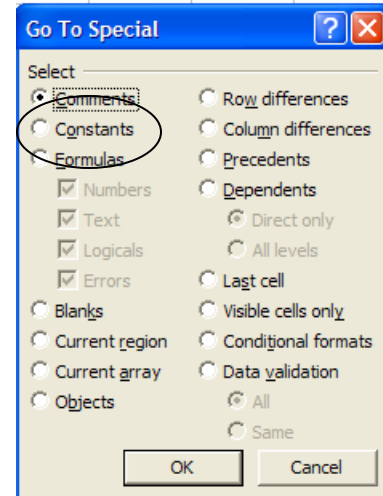 Go To Special
Select
Comments
Constants
Formulas
Numbers
Text
Logicals
Errors
Blanks
Current region
Current array
Objects
Row differences
Column differences
Precedents
Dependents
Direct only
All levels
Last cell
Visible cells only
Conditional formats
Data validation
All
Same
OK
Cancel